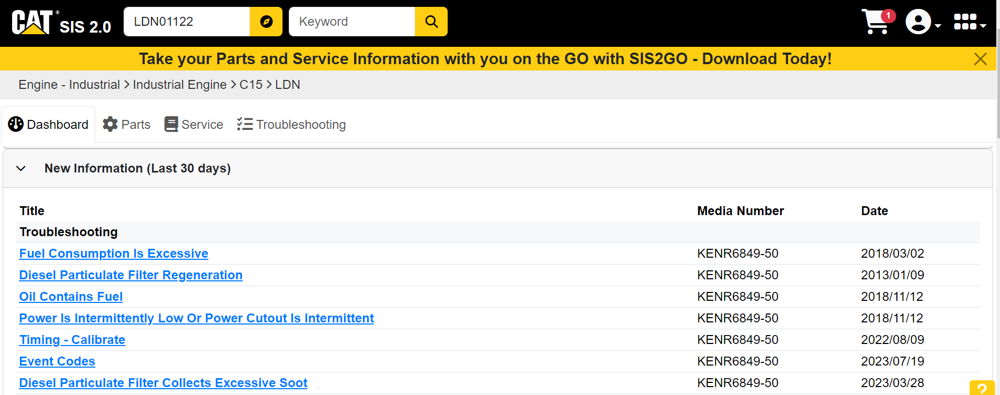 CAT ® SIS 2.0 LDN01122 Keyword 1
Take your Parts and Service Information with you on the GO with SIS2GO - Download Today!
Engine - Industrial > Industrial Engine > C15 > LDN
Dashboard Parts Service Troubleshooting
New Information (Last 30 days)
Title Media Number Date
Troubleshooting
Fuel Consumption Is Excessive KENR6849-50 2018/03/02
Diesel Particulate Filter Regeneration KENR6849-50 2013/01/09
Oil Contains Fuel KENR6849-50 2018/11/12
Power Is Intermittently Low Or Power Cutout Is Intermittent KENR6849-50 2018/11/12
Timing - Calibrate KENR6849-50 2022/08/09
Event Codes KENR6849-50 2023/07/19
Diesel Particulate Filter Collects Excessive Soot KENR6849-50 2023/03/28
?